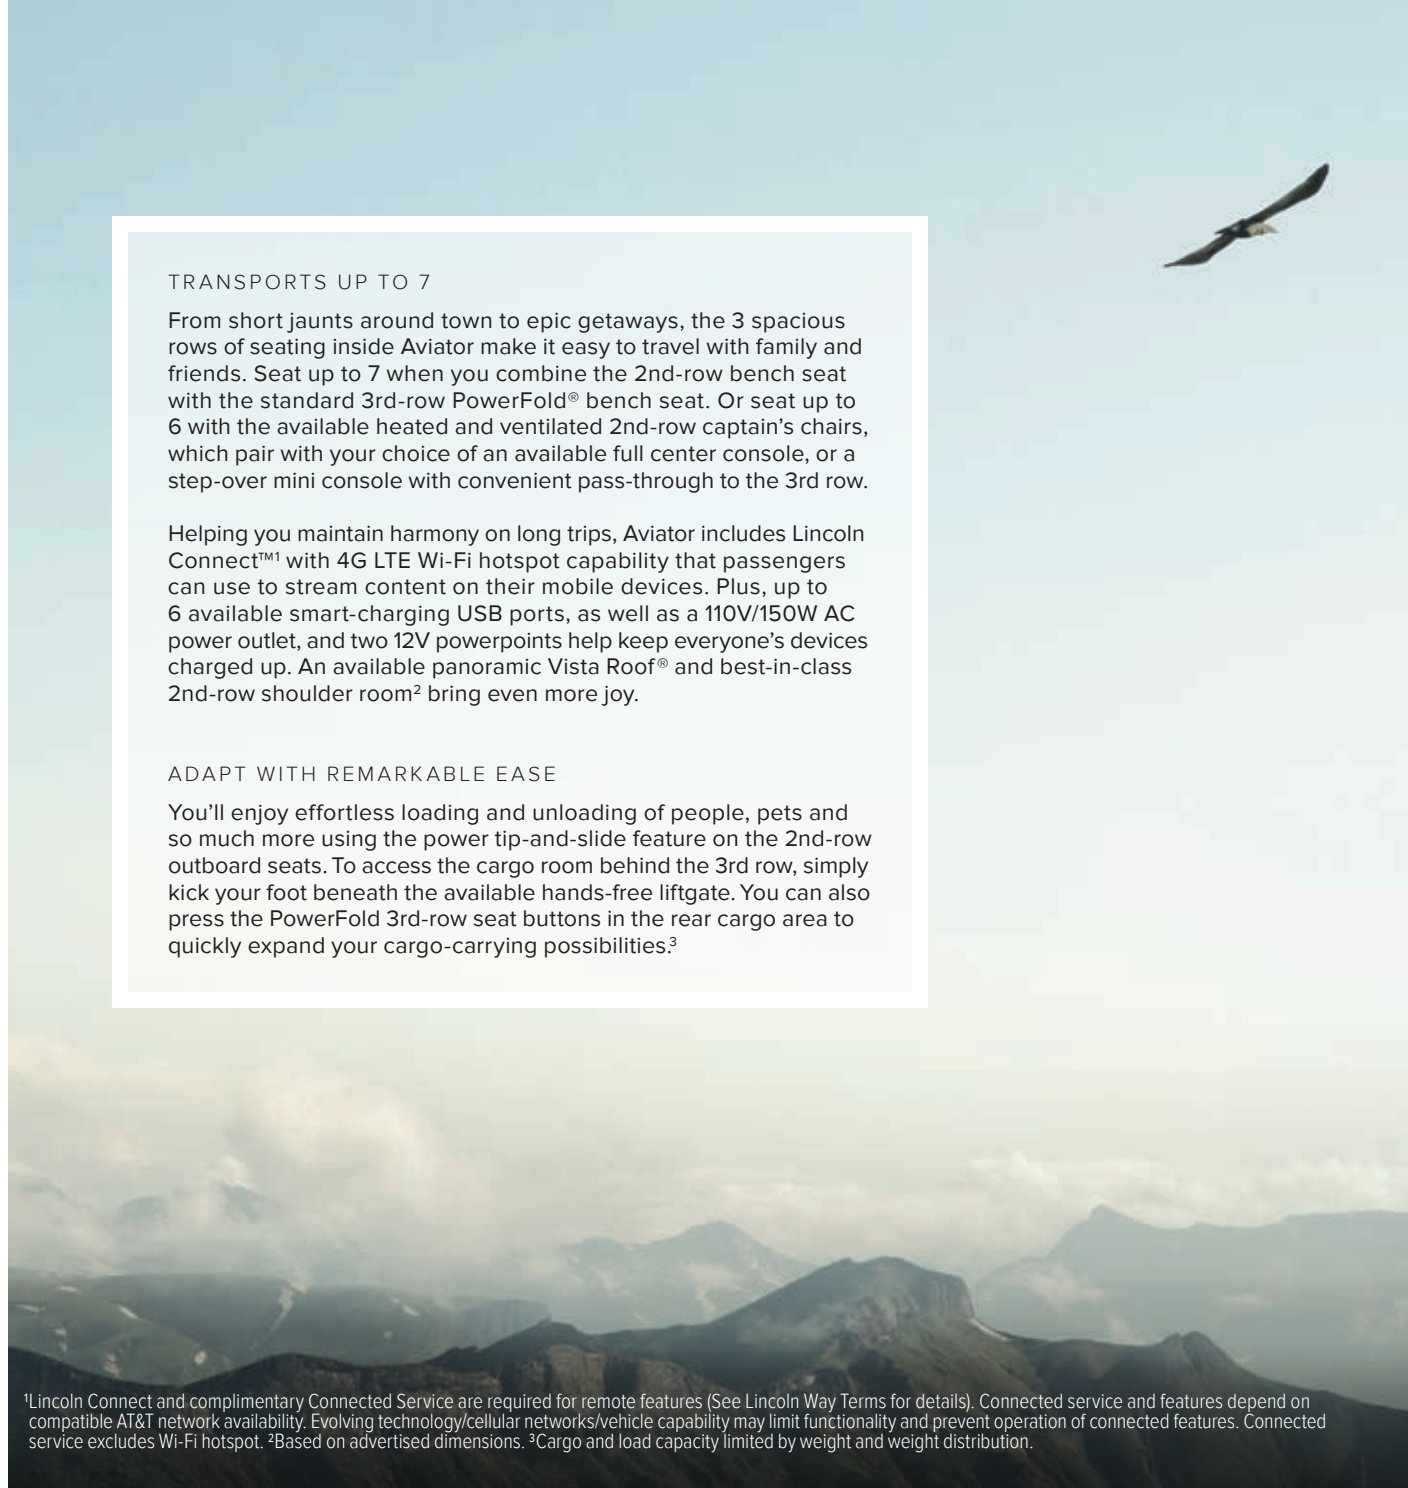 TRANSPORTS UP TO 7
From short jaunts around town to epic getaways, the 3 spacious
rows of seating inside Aviator make it easy to travel with family and
friends. Seat up to 7 when you combine the 2nd-row bench seat
with the standard 3rd-row PowerFold® bench seat. Or seat up to
6 with the available heated and ventilated 2nd-row captain’s chairs,
which pair with your choice of an available full center console, or a
step-over mini console with convenient pass-through to the 3rd row.
Helping you maintain harmony on long trips, Aviator includes Lincoln
Connect™¹ with 4G LTE Wi-Fi hotspot capability that passengers
can use to stream content on their mobile devices. Plus, up to
6 available smart-charging USB ports, as well as a 110V/150W AC
power outlet, and two 12V powerpoints help keep everyone’s devices
charged up. An available panoramic Vista Roof® and best-in-class
2nd-row shoulder room² bring even more joy.
ADAPT WITH REMARKABLE EASE
You’ll enjoy effortless loading and unloading of people, pets and
so much more using the power tip-and-slide feature on the 2nd-row
outboard seats. To access the cargo room behind the 3rd row, simply
kick your foot beneath the available hands-free liftgate. You can also
press the PowerFold 3rd-row seat buttons in the rear cargo area to
quickly expand your cargo-carrying possibilities.³
¹Lincoln Connect and complimentary Connected Service are required for remote features (See Lincoln Way Terms for details). Connected service and features depend on
compatible AT&T network availability. Evolving technology/cellular networks/vehicle capability may limit functionality and prevent operation of connected features. Connected
service excludes Wi-Fi hotspot. ²Based on advertised dimensions. ³Cargo and load capacity limited by weight and weight distribution.